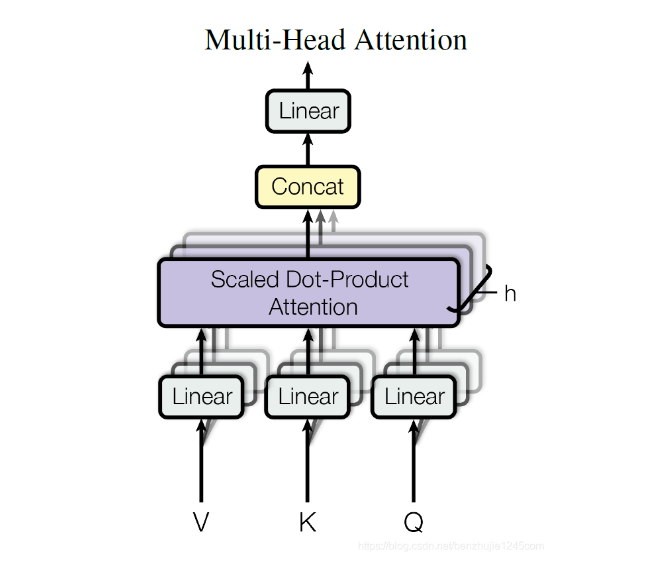 Multi-Head Attention
Linear
Concat
Scaled Dot-Product
Attention
h
Linear
Linear
Linear
V
K
Q
https://blog.csdn.net/benzhujie1245com